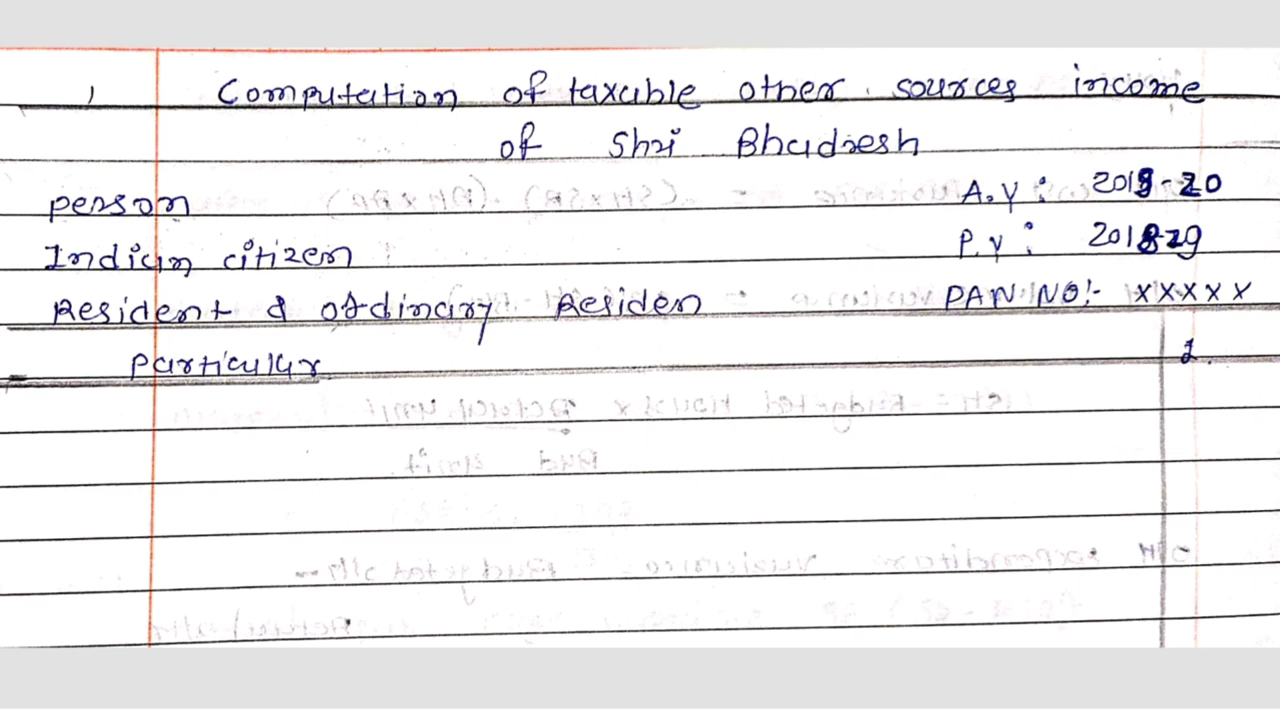 1 Computation of taxable other sources income
of Shri Bhadresh
person A.Y : 2019-20
Indian citizen P.Y : 2018-19
Resident & ordinary Residen PAN NO:- XXXXX
particular 1.